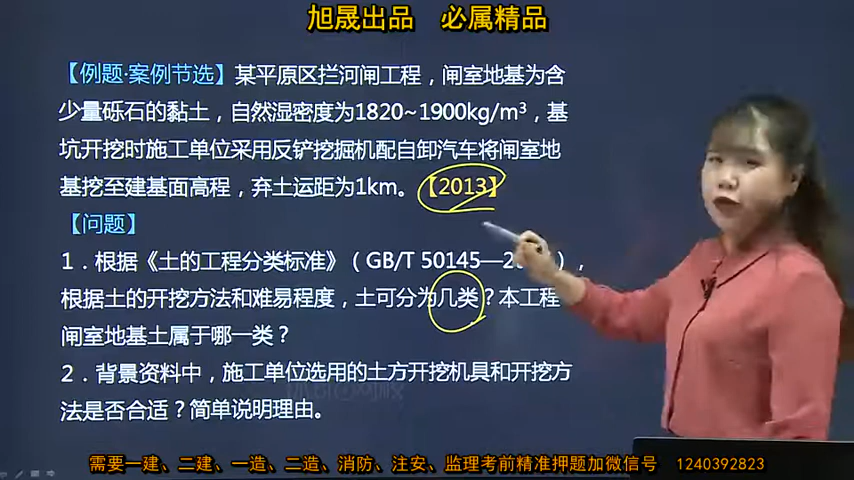 旭晟出品 必属精品
【例题·案例节选】某平原区拦河闸工程，闸室地基为含
少量砾石的黏土，自然湿密度为1820~1900kg/m³，基
坑开挖时施工单位采用反铲挖掘机配自卸汽车将闸室地
基挖至建基面高程，弃土运距为1km。【2013】
【问题】
1．根据《土的工程分类标准》（GB/T 50145—2），
根据土的开挖方法和难易程度，土可分为几类？本工程
闸室地基土属于哪一类？
2．背景资料中，施工单位选用的土方开挖机具和开挖方
法是否合适？简单说明理由。
需要一建、二建、一造、二造、消防、注安、监理考前精准押题加微信号 1240392823